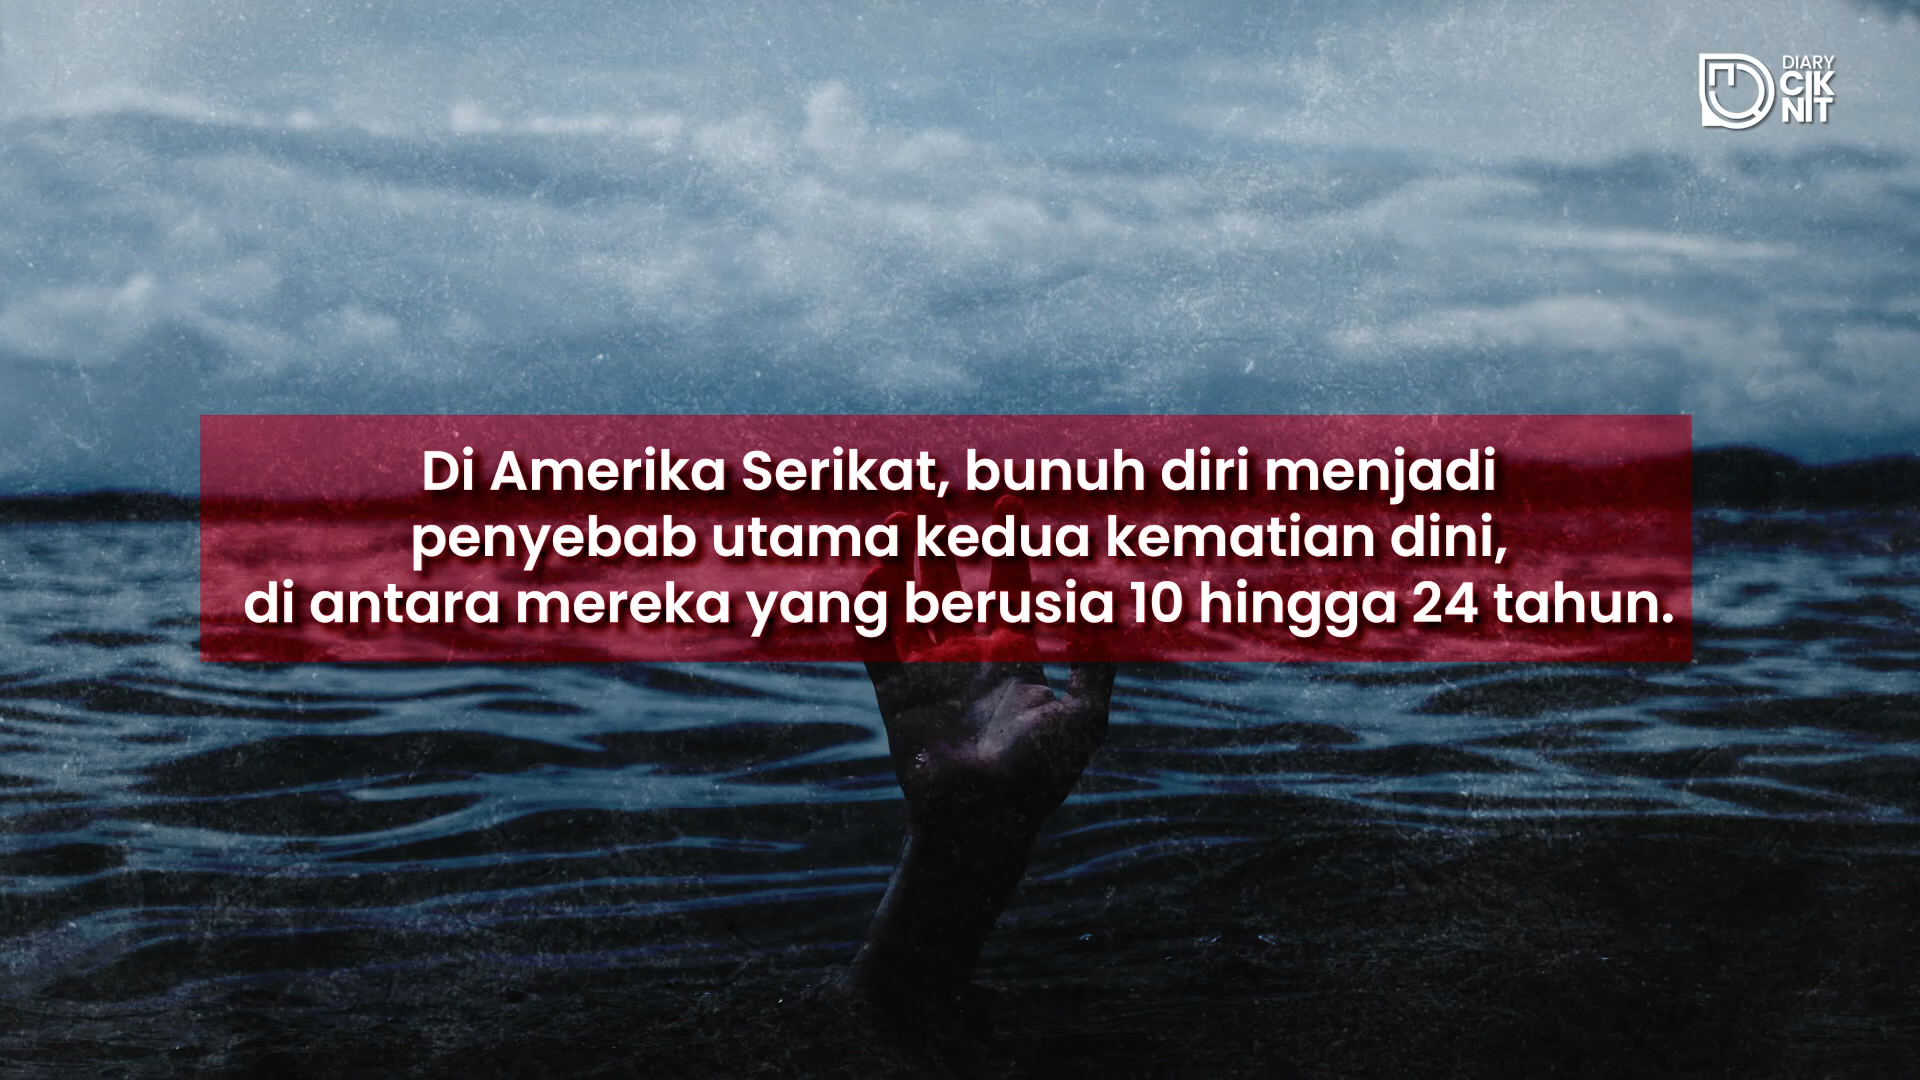 DIARY
CIK
NIT
Di Amerika Serikat, bunuh diri menjadi
penyebab utama kedua kematian dini,
di antara mereka yang berusia 10 hingga 24 tahun.